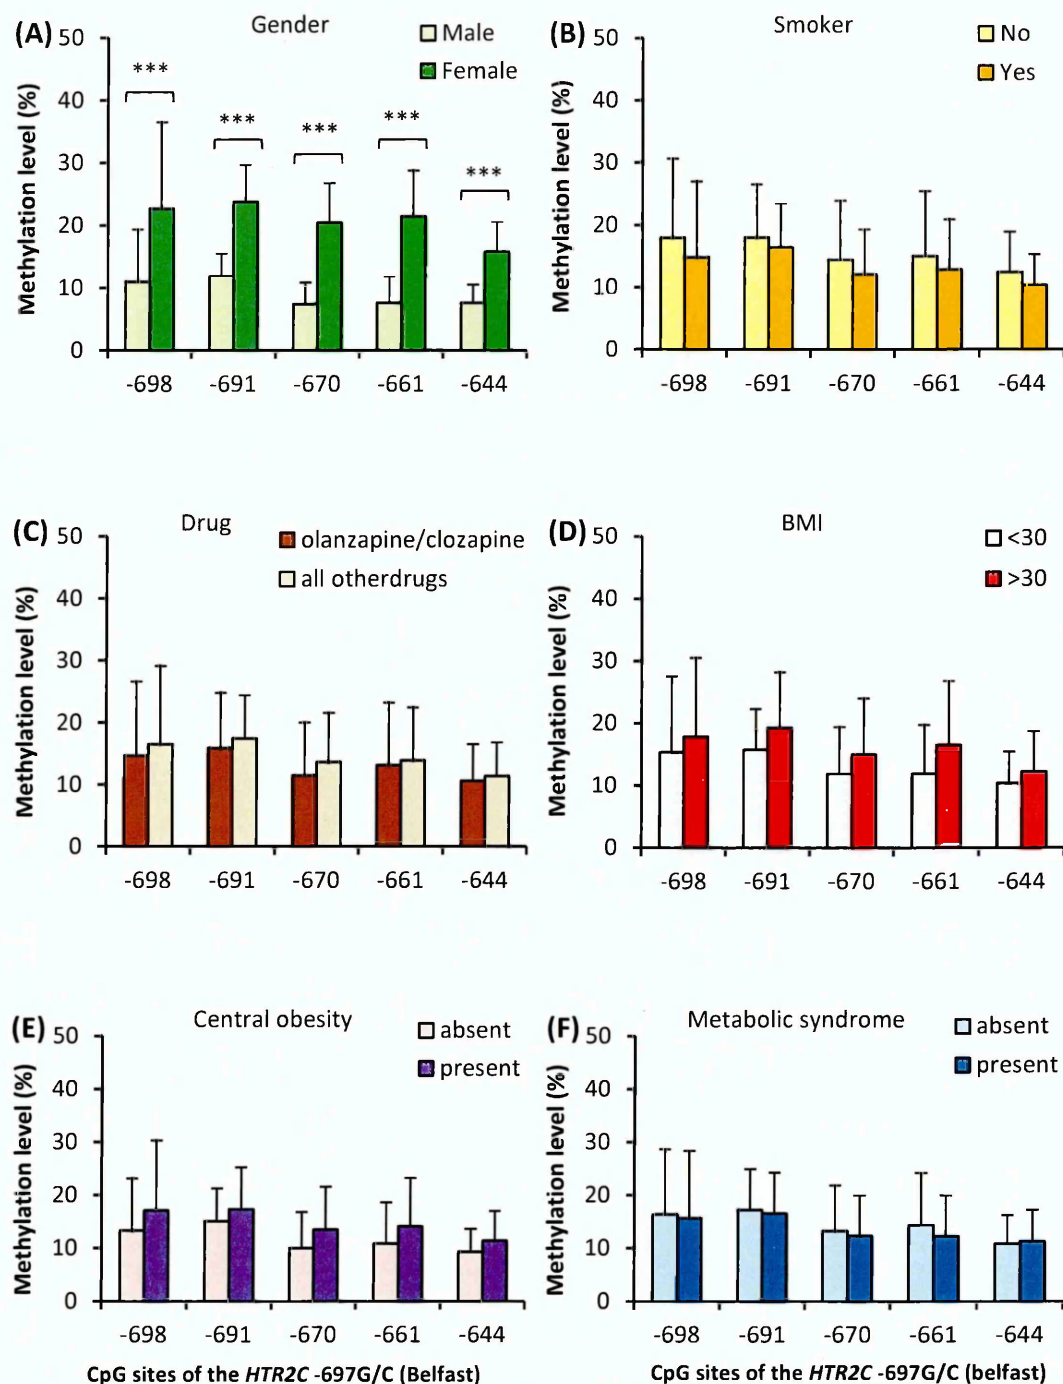 (A)
Gender
Male
Female
Methylation level (%)
50
40
30
20
10
0
***
***
***
***
***
-698
-691
-670
-661
-644
(B)
Smoker
No
Yes
Methylation level (%)
50
40
30
20
10
0
-698
-691
-670
-661
-644
(C)
Drug
olanzapine/clozapine
all otherdrugs
Methylation level (%)
50
40
30
20
10
0
-698
-691
-670
-661
-644
(D)
BMI
<30
>30
Methylation level (%)
50
40
30
20
10
0
-698
-691
-670
-661
-644
(E)
Central obesity
absent
present
Methylation level (%)
50
40
30
20
10
0
-698
-691
-670
-661
-644
CpG sites of the HTR2C -697G/C (Belfast)
(F)
Metabolic syndrome
absent
present
Methylation level (%)
50
40
30
20
10
0
-698
-691
-670
-661
-644
CpG sites of the HTR2C -697G/C (belfast)